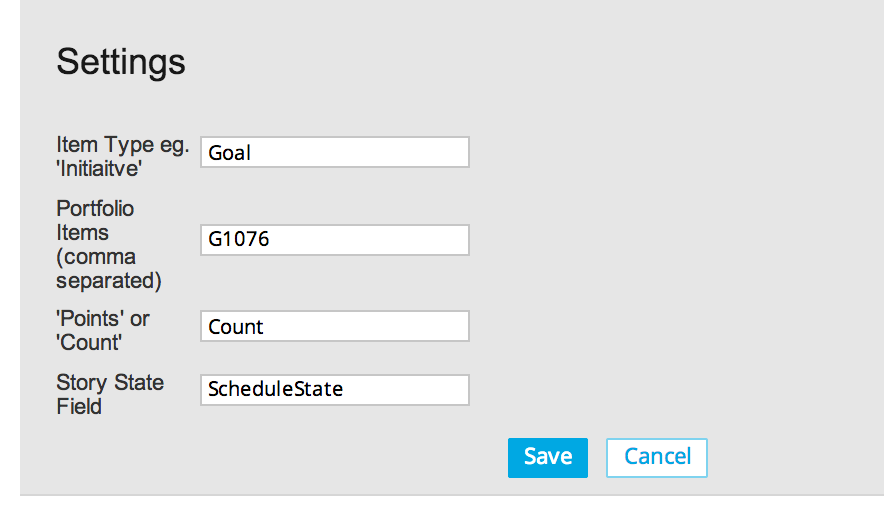 Settings
Item Type eg.
'Initiaitve'
Goal
Portfolio
Items
(comma
separated)
G1076
'Points' or
'Count'
Count
Story State
Field
ScheduleState
Save
Cancel